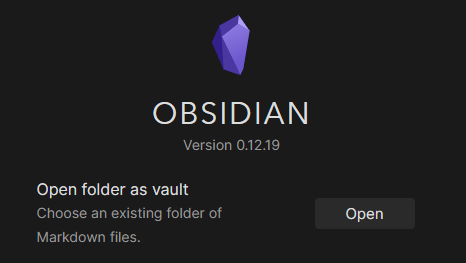 OBSIDIAN
Version 0.12.19
Open folder as vault
Choose an existing folder of
Markdown files.
Open